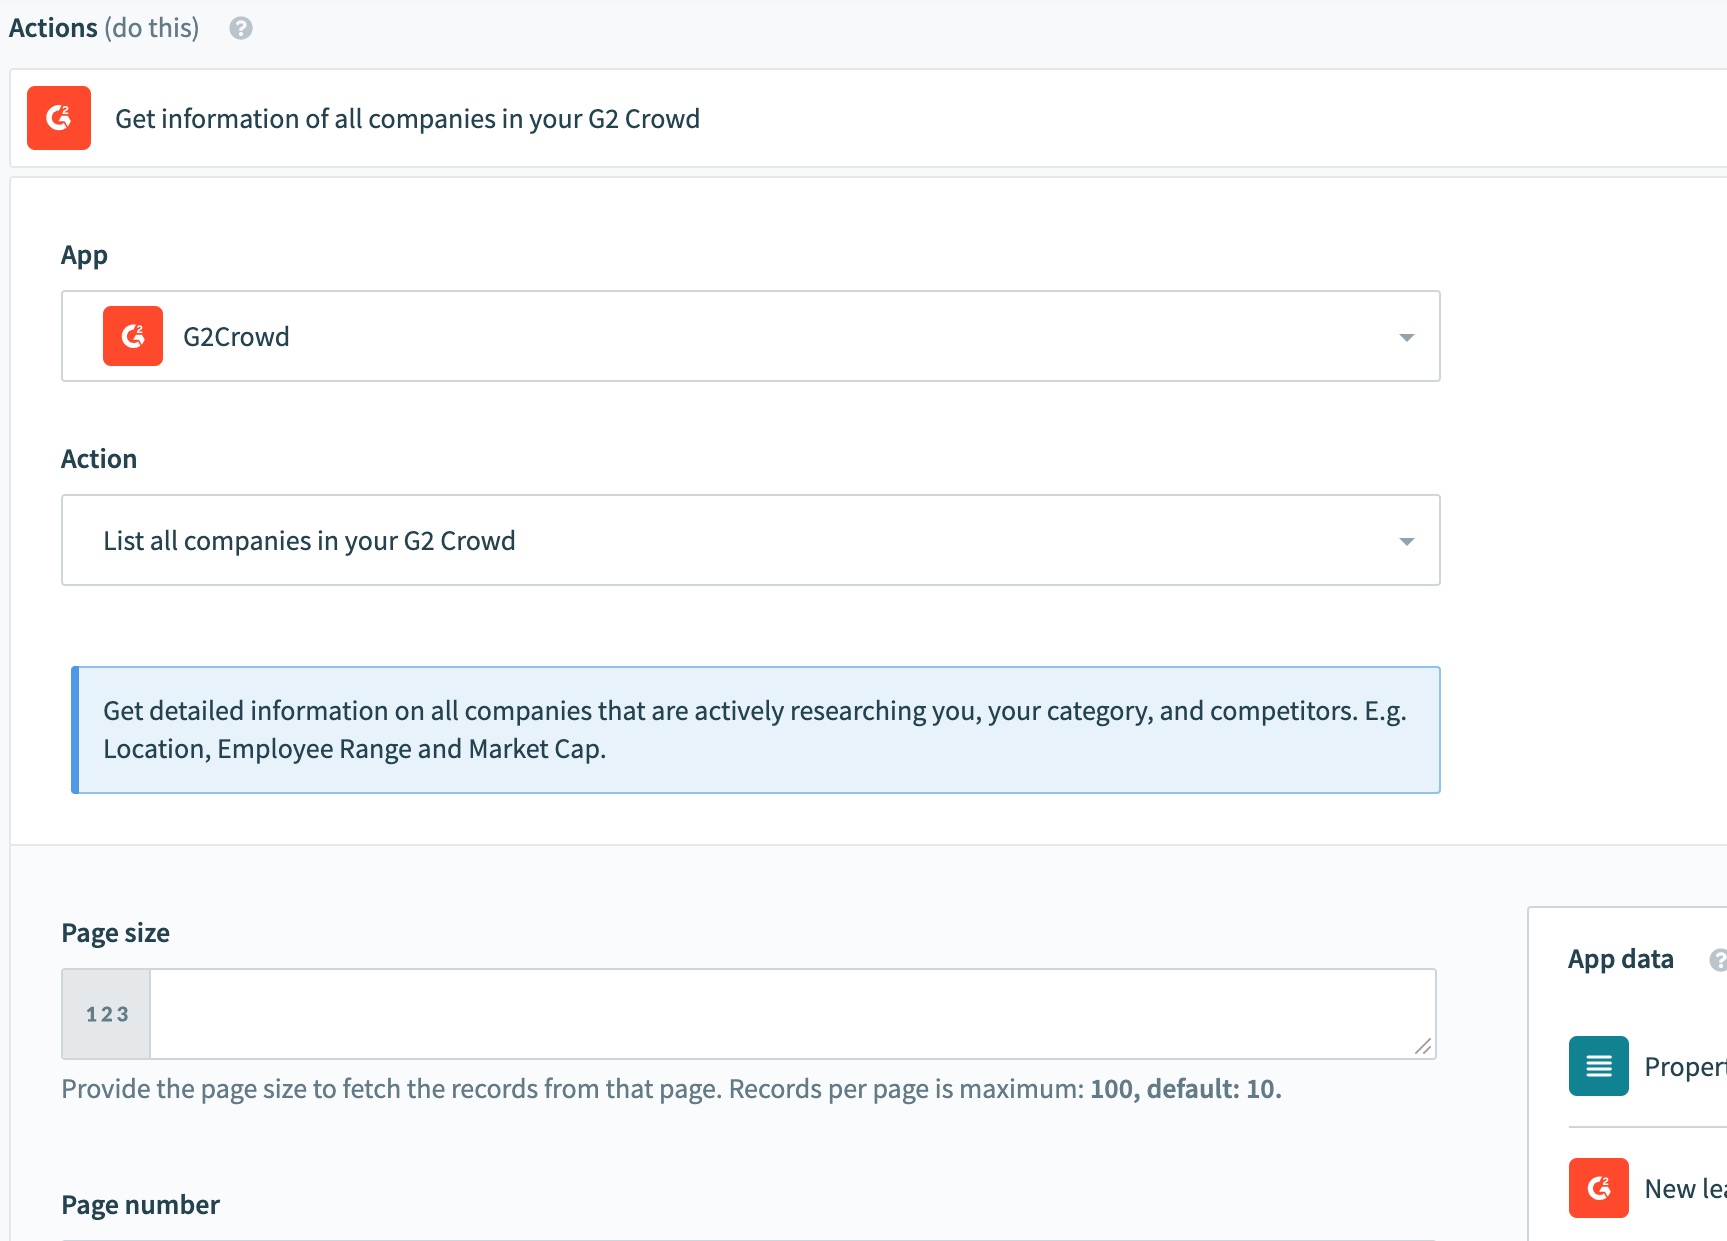 Actions (do this)
Get information of all companies in your G2 Crowd
App
G2Crowd
Action
List all companies in your G2 Crowd
Get detailed information on all companies that are actively researching you, your category, and competitors. E.g.
Location, Employee Range and Market Cap.
Page size
123
Provide the page size to fetch the records from that page. Records per page is maximum: 100, default: 10.
App data
New
Page number